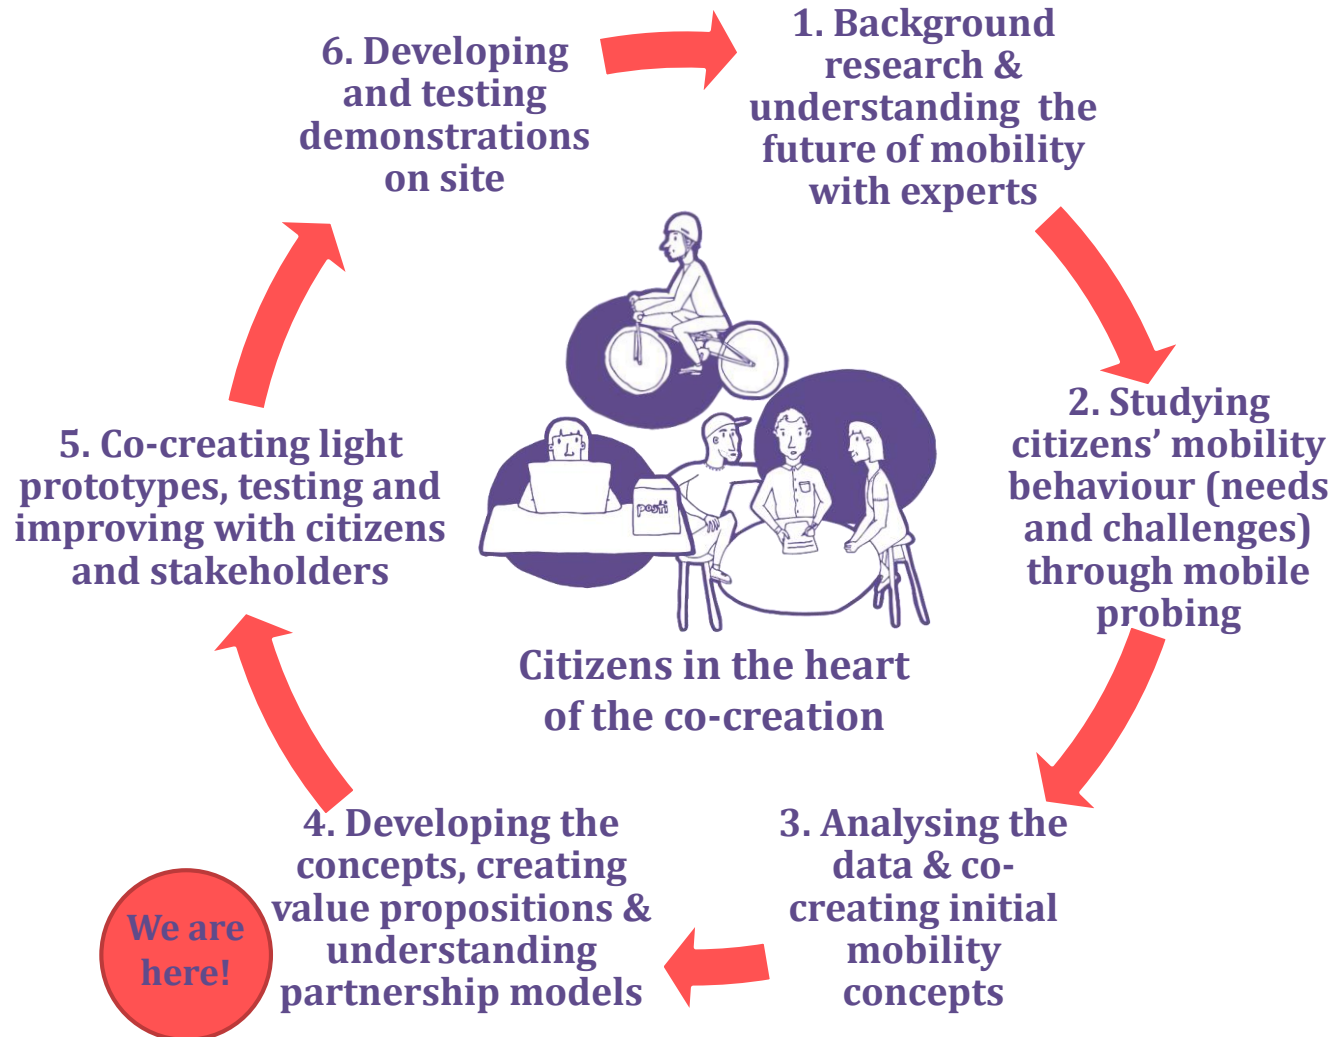 1. Background
research &
understanding the
future of mobility
with experts
2. Studying
citizens’ mobility
behaviour (needs
and challenges)
through mobile
probing
3. Analysing the
data & co-
creating initial
mobility
concepts
4. Developing the
concepts, creating
value propositions &
understanding
partnership models
We are
here!
5. Co-creating light
prototypes, testing and
improving with citizens
and stakeholders
6. Developing
and testing
demonstrations
on site
posti
Citizens in the heart
of the co-creation